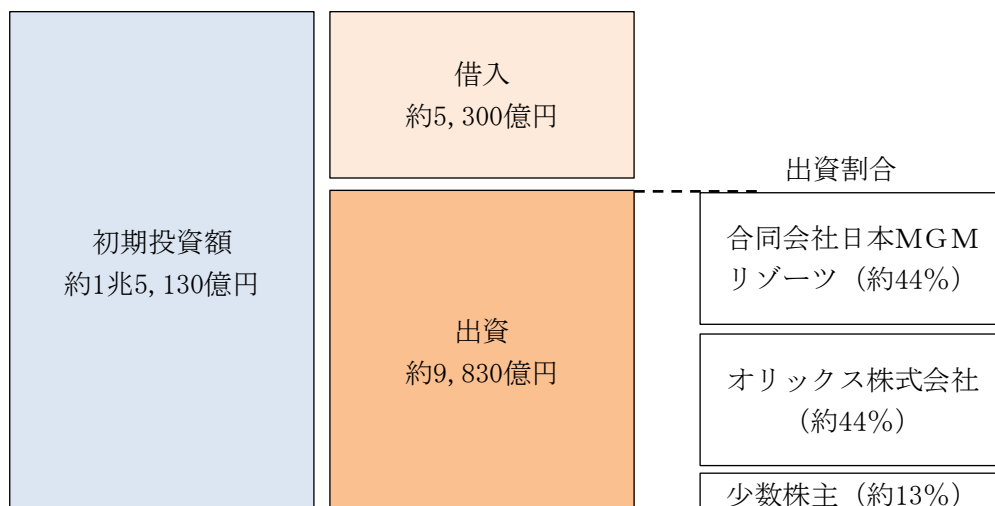 初期投資額
約1兆5,130億円
借入
約5,300億円
出資
約9,830億円
出資割合
合同会社日本MGM
リゾーツ（約44％）
オリックス株式会社
（約44％）
少数株主（約13％）